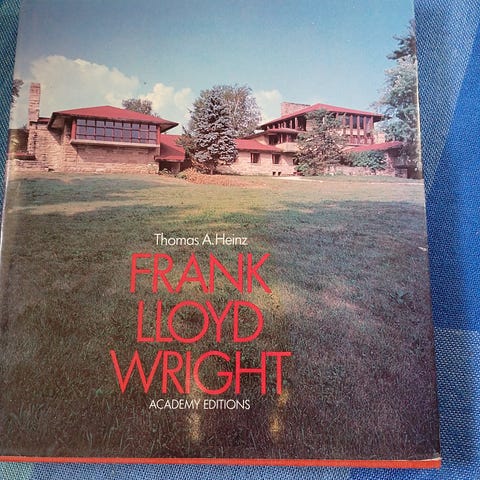 Thomas A. Heinz
FRANK
LLOYD
WRIGHT
ACADEMY EDITIONS